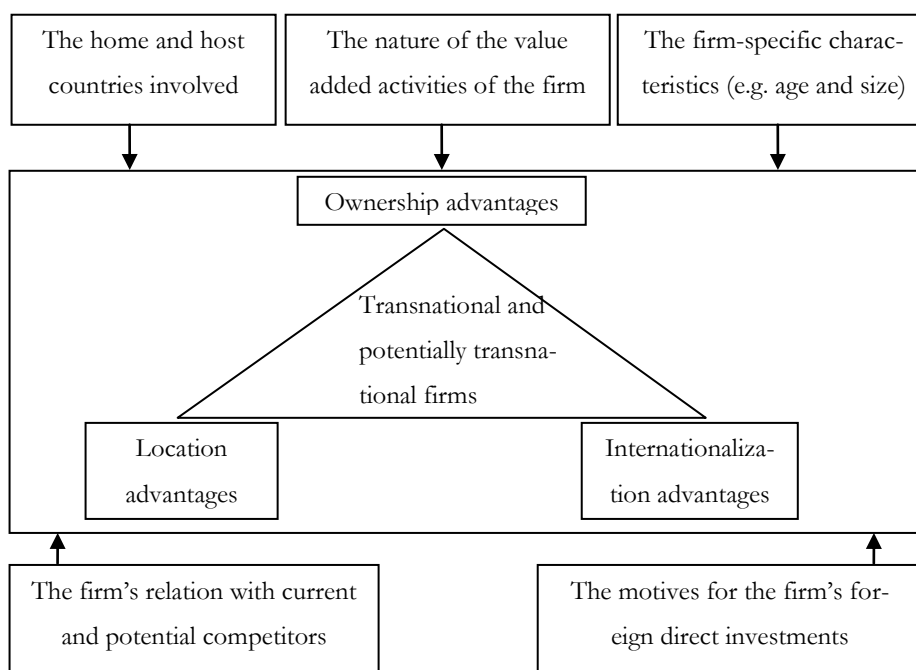 The home and host
countries involved
The nature of the value
added activities of the firm
The firm-specific charac-
teristics (e.g. age and size)
Ownership advantages
Transnational and
potentially transna-
tional firms
Location
advantages
Internationaliza-
tion advantages
The firm's relation with current
and potential competitors
The motives for the firm's for-
eign direct investments